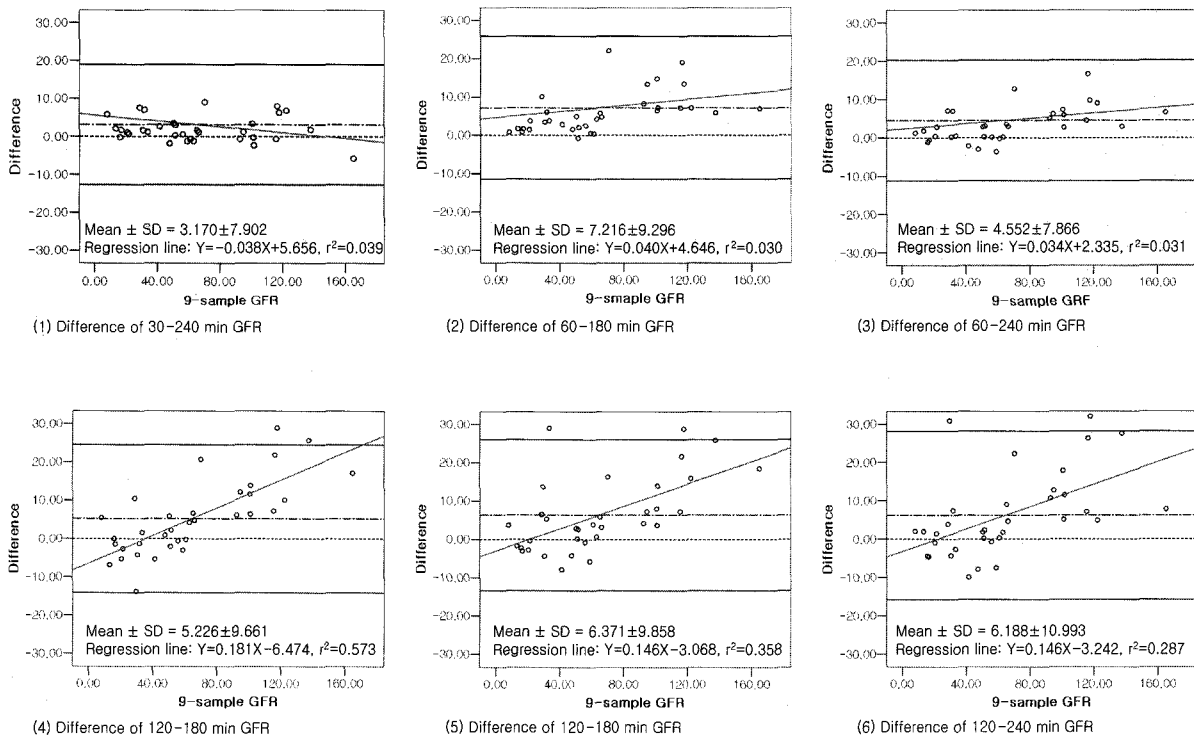 30.00
20.00
10.00
0.00
-10.00
-20.00
-30.00
Difference
Mean ± SD = 3.170±7.902
Regression line: Y=-0.038X+5.656, r²=0.039
0.00 40.00 80.00 120.00 160.00
9-sample GFR
(1) Difference of 30-240 min GFR
30.00
20.00
10.00
0.00
-10.00
-20.00
-30.00
Difference
Mean ± SD = 7.216±9.296
Regression line: Y=0.040X+4.646, r²=0.030
0.00 40.00 80.00 120.00 160.00
9-smaple GFR
(2) Difference of 60-180 min GFR
30.00
20.00
10.00
0.00
-10.00
-20.00
-30.00
Difference
Mean ± SD = 4.552±7.866
Regression line: Y=0.034X+2.335, r²=0.031
0.00 40.00 80.00 120.00 160.00
9-sample GRF
(3) Difference of 60-240 min GFR
30.00
20.00
10.00
0.00
-10.00
-20.00
-30.00
Difference
Mean ± SD = 5.226±9.661
Regression line: Y=0.181X-6.474, r²=0.573
0.00 40.00 80.00 120.00 160.00
9-sample GFR
(4) Difference of 120-180 min GFR
30.00
20.00
10.00
0.00
-10.00
-20.00
-30.00
Difference
Mean ± SD = 6.371±9.858
Regression line: Y=0.146X-3.068, r²=0.358
0.00 40.00 80.00 120.00 160.00
9-sample GFR
(5) Difference of 120-180 min GFR
30.00
20.00
10.00
0.00
-10.00
-20.00
-30.00
Difference
Mean ± SD = 6.188±10.993
Regression line: Y=0.146X-3.242, r²=0.287
0.00 40.00 80.00 120.00 160.00
9-sample GFR
(6) Difference of 120-240 min GFR